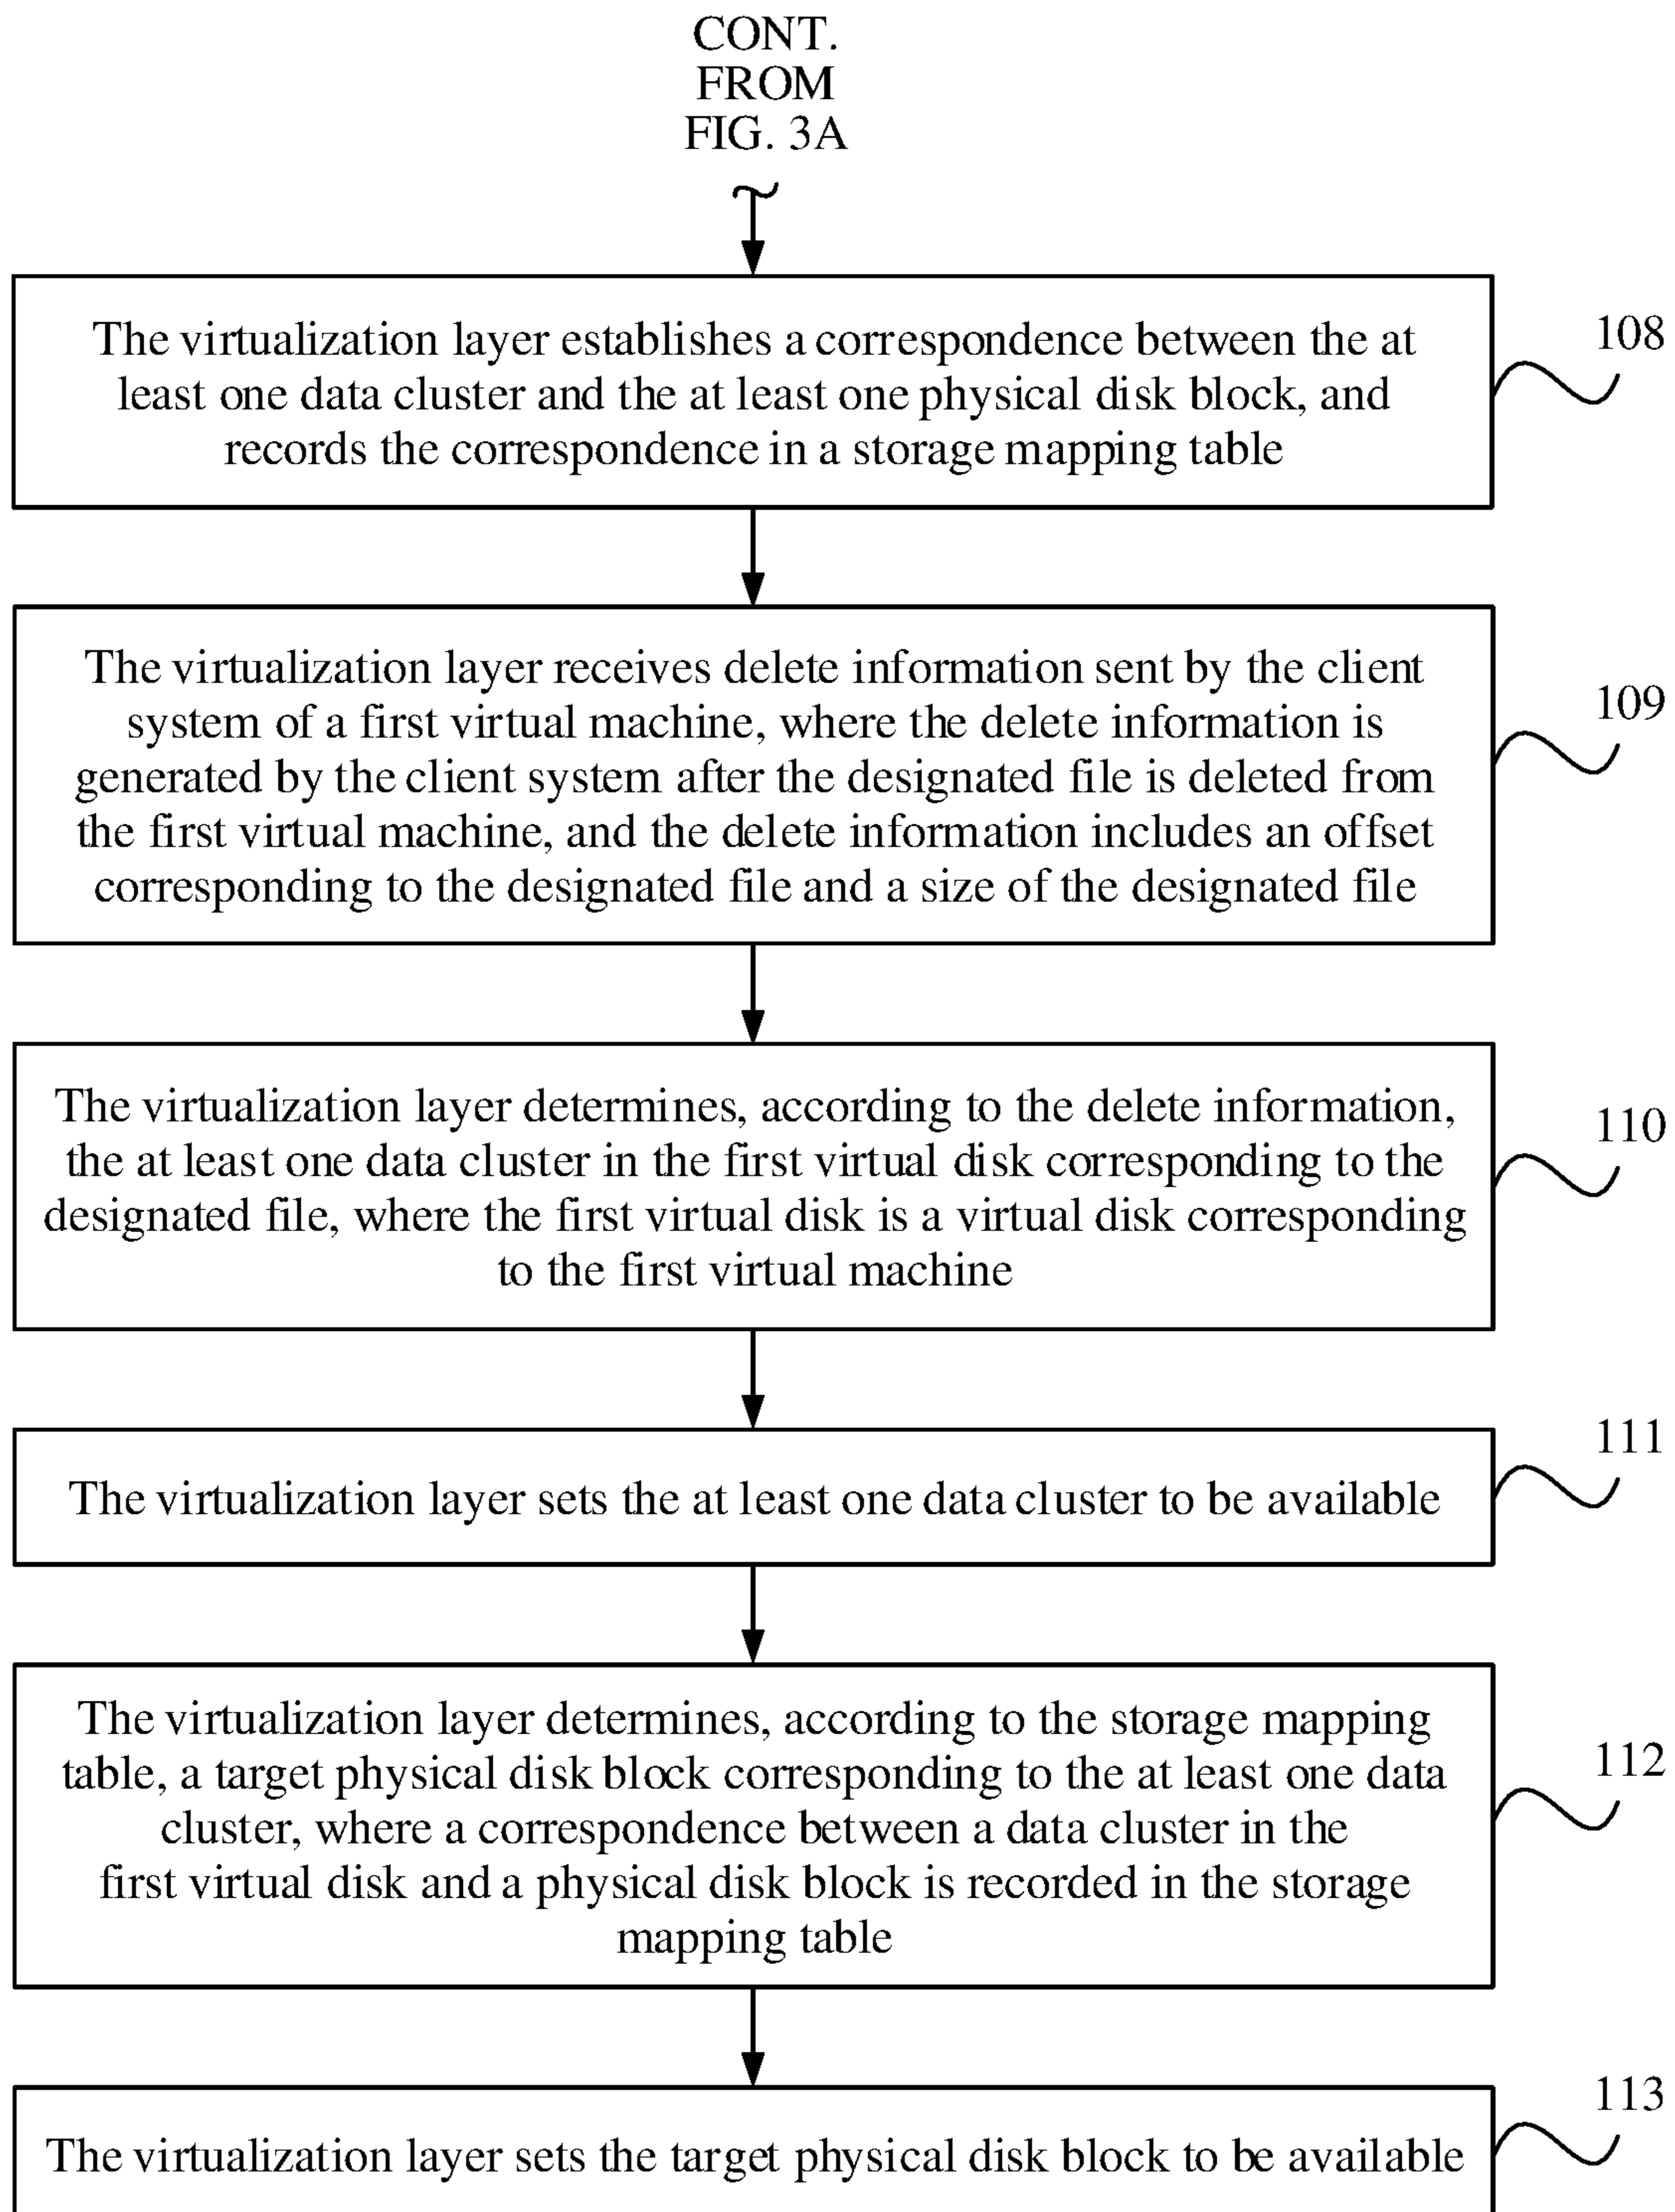 CONT.
FROM
FIG. 3A
The virtualization layer establishes a correspondence between the at
least one data cluster and the at least one physical disk block, and
records the correspondence in a storage mapping table
108
The virtualization layer receives delete information sent by the client
system of a first virtual machine, where the delete information is
generated by the client system after the designated file is deleted from
the first virtual machine, and the delete information includes an offset
corresponding to the designated file and a size of the designated file
109
The virtualization layer determines, according to the delete information,
the at least one data cluster in the first virtual disk corresponding to the
designated file, where the first virtual disk is a virtual disk corresponding
to the first virtual machine
110
The virtualization layer sets the at least one data cluster to be available
111
The virtualization layer determines, according to the storage mapping
table, a target physical disk block corresponding to the at least one data
cluster, where a correspondence between a data cluster in the
first virtual disk and a physical disk block is recorded in the storage
mapping table
112
The virtualization layer sets the target physical disk block to be available
113